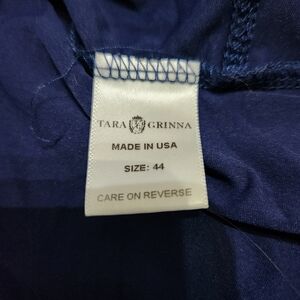 TARA GRINNA
MADE IN USA
SIZE: 44
CARE ON REVERSE